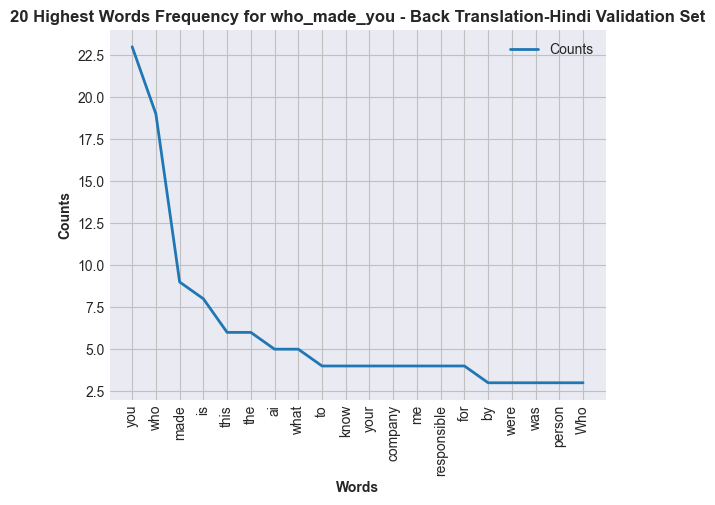 20 Highest Words Frequency for who_made_you - Back Translation-Hindi Validation Set
Counts
22.5
20.0
17.5
15.0
12.5
10.0
7.5
5.0
2.5
Counts
you
who
made
is
this
the
ai
what
to
know
your
company
me
responsible
for
by
were
was
person
Who
Words